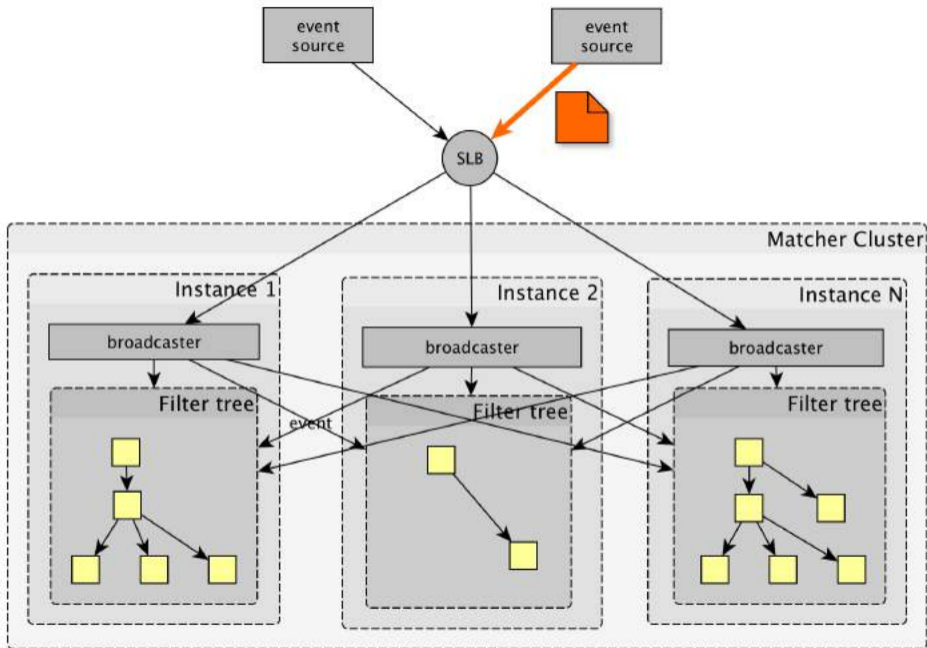 event
source
event
source
SLB
Matcher Cluster
Instance 1
Instance 2
Instance N
broadcaster
broadcaster
broadcaster
Filter tree
Filter tree
Filter tree
event